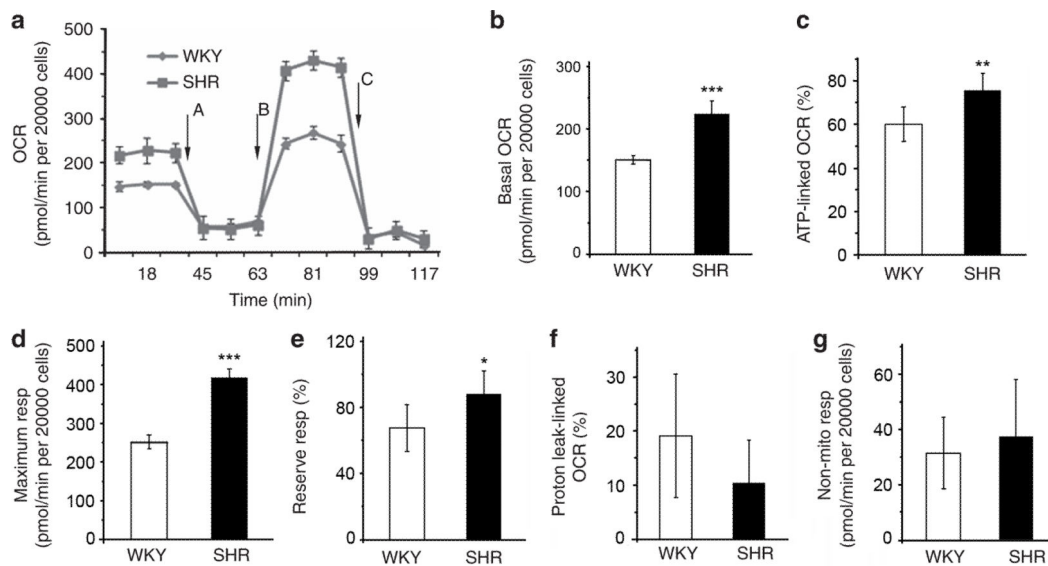 a
500
400
300
200
100
0
OCR
(pmol/min per 20000 cells)
WKY
SHR
A
B
C
18 45 63 81 99 117
Time (min)
b
300
200
100
0
Basal OCR
(pmol/min per 20000 cells)
***
WKY SHR
c
80
60
40
20
0
ATP-linked OCR (%)
**
WKY SHR
d
500
400
300
250
200
100
0
Maximum resp
(pmol/min per 20000 cells)
***
WKY SHR
e
120
80
60
0
Reserve resp (%)
*
WKY SHR
f
30
20
10
0
Proton leak-linked
OCR (%)
WKY SHR
g
60
40
20
0
Non-mito resp
(pmol/min per 20000 cells)
WKY SHR